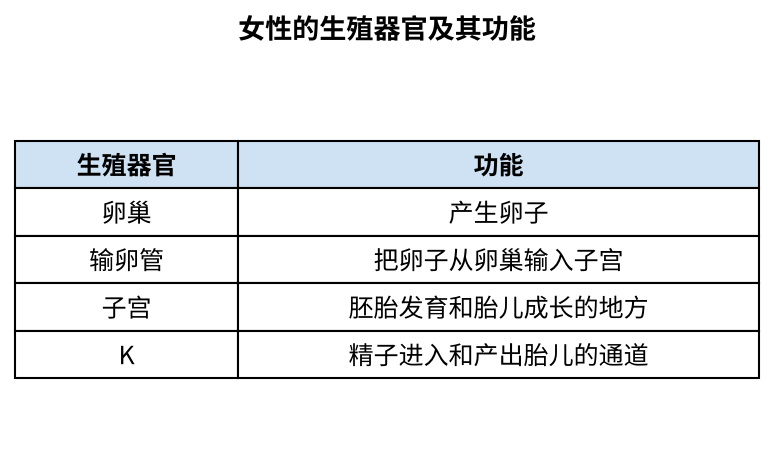 女性的生殖器官及其功能
生殖器官 功能
卵巢 产生卵子
输卵管 把卵子从卵巢输入子宫
子宫 胚胎发育和胎儿成长的地方
K 精子进入和产出胎儿的通道